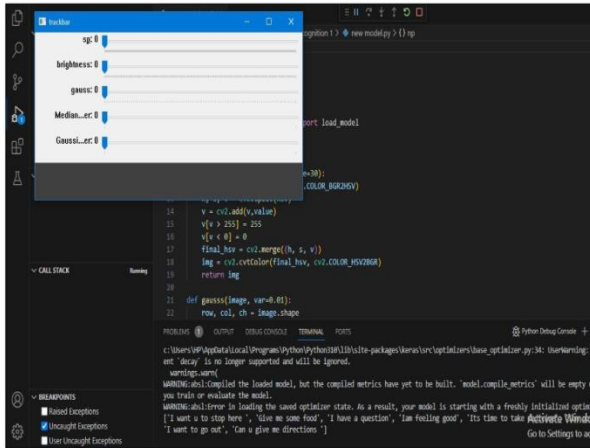 trackbar
sg: 0
brightness: 0
gauss: 0
Median...er: 0
Gaussi...er: 0
ognition 1 > new model.py > {} np
port load_model
e=30):
.COLOR_BGR2HSV)
14 v = cv2.add(v,value)
15 v[v > 255] = 255
16 v[v < 0] = 0
17 final_hsv = cv2.merge((h, s, v))
18 img = cv2.cvtColor(final_hsv, cv2.COLOR_HSV2BGR)
19 return img
20
21 def gausss(image, var=0.01):
22 row, col, ch = image.shape
CALL STACK Running
PROBLEMS 1 OUTPUT DEBUG CONSOLE TERMINAL PORTS Python Debug Console
c:\Users\HP\AppData\Local\Programs\Python\Python310\lib\site-packages\keras\src\optimizers\base_optimizer.py:34: UserWarning:
ent `decay` is no longer supported and will be ignored.
warnings.warn(
WARNING:absl:Compiled the loaded model, but the compiled metrics have yet to be built. `model.compile_metrics` will be empty
you train or evaluate the model.
WARNING:absl:Error in loading the saved optimizer state. As a result, your model is starting with a freshly initialized optim
['I want u to stop here ', 'Give me some food', 'I have a question', 'Iam feeling good', 'Its time to take
'I want to go out', 'Can u give me directions ']
BREAKPOINTS
Raised Exceptions
Uncaught Exceptions
User Uncaught Exceptions
Activate Windo
Go to Settings to ac